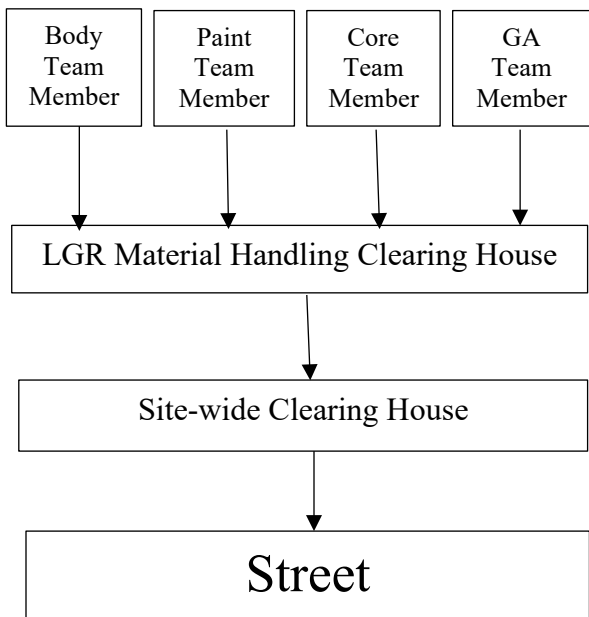 Body
Team
Member
Paint
Team
Member
Core
Team
Member
GA
Team
Member
LGR Material Handling Clearing House
Site-wide Clearing House
Street